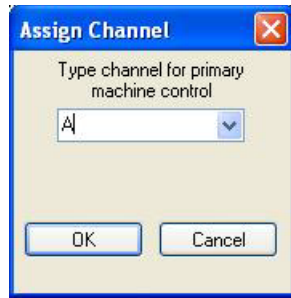 Assign Channel
Type channel for primary
machine control
A
OK
Cancel